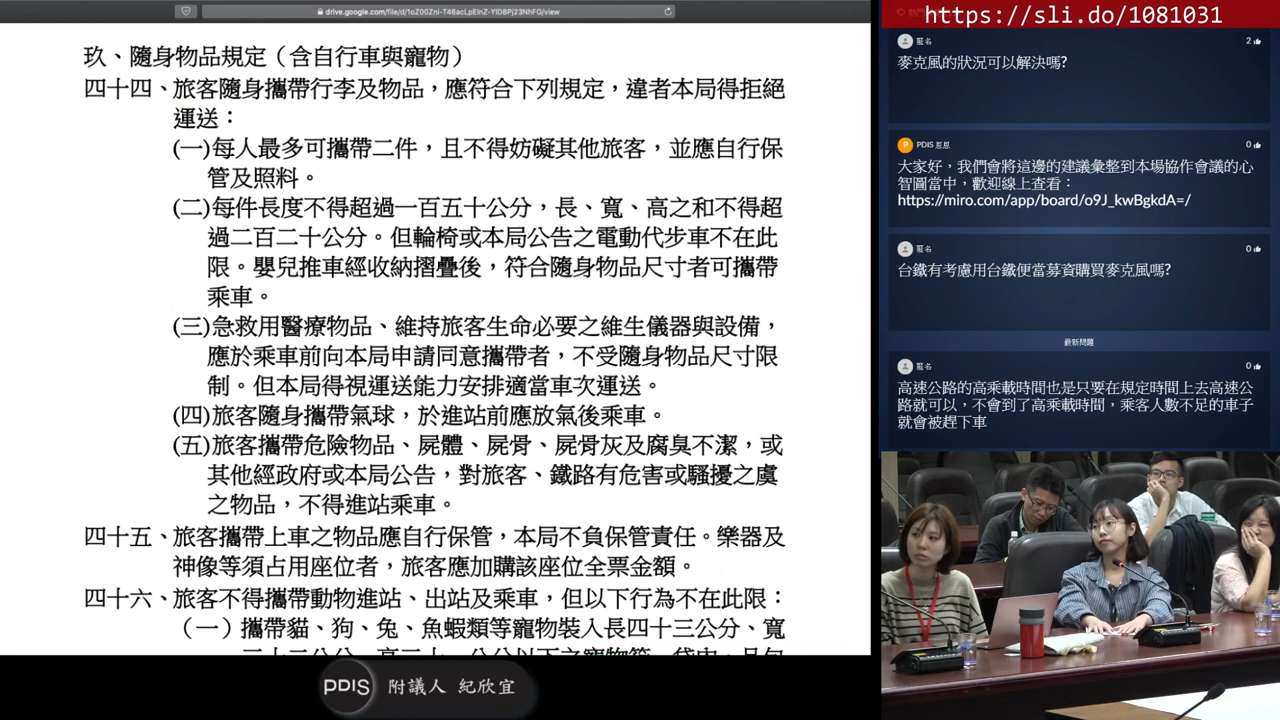 drive.google.com/file/d/1oZ00Zni-T46acLpEInZ-YID8Pj23NhFG/view
玖、隨身物品規定（含自行車與寵物）
四十四、旅客隨身攜帶行李及物品，應符合下列規定，違者本局得拒絕
運送：
(一)每人最多可攜帶二件，且不得妨礙其他旅客，並應自行保
管及照料。
(二)每件長度不得超過一百五十公分，長、寬、高之和不得超
過二百二十公分。但輪椅或本局公告之電動代步車不在此
限。嬰兒推車經收納摺疊後，符合隨身物品尺寸者可攜帶
乘車。
(三)急救用醫療物品、維持旅客生命必要之維生儀器與設備，
應於乘車前向本局申請同意攜帶者，不受隨身物品尺寸限
制。但本局得視運送能力安排適當車次運送。
(四)旅客隨身攜帶氣球，於進站前應放氣後乘車。
(五)旅客攜帶危險物品、屍體、屍骨、屍骨灰及腐臭不潔，或
其他經政府或本局公告，對旅客、鐵路有危害或騷擾之虞
之物品，不得進站乘車。
四十五、旅客攜帶上車之物品應自行保管，本局不負保管責任。樂器及
神像等須占用座位者，旅客應加購該座位全票金額。
四十六、旅客不得攜帶動物進站、出站及乘車，但以下行為不在此限：
（一）攜帶貓、狗、兔、魚蝦類等寵物裝入長四十三公分、寬
PDIS 附議人 紀欣宜
https://sli.do/1081031
匿名
2
麥克風的狀況可以解決嗎?
P
PDIS 恩恩
0
大家好，我們會將這邊的建議彙整到本場協作會議的心
智圖當中，歡迎線上查看：
https://miro.com/app/board/o9J_kwBgkdA=/
匿名
0
台鐵有考慮用台鐵便當募資購買麥克風嗎?
最新問題
匿名
0
高速公路的高乘載時間也是只要在規定時間上去高速公
路就可以，不會到了高乘載時間，乘客人數不足的車子
就會被趕下車